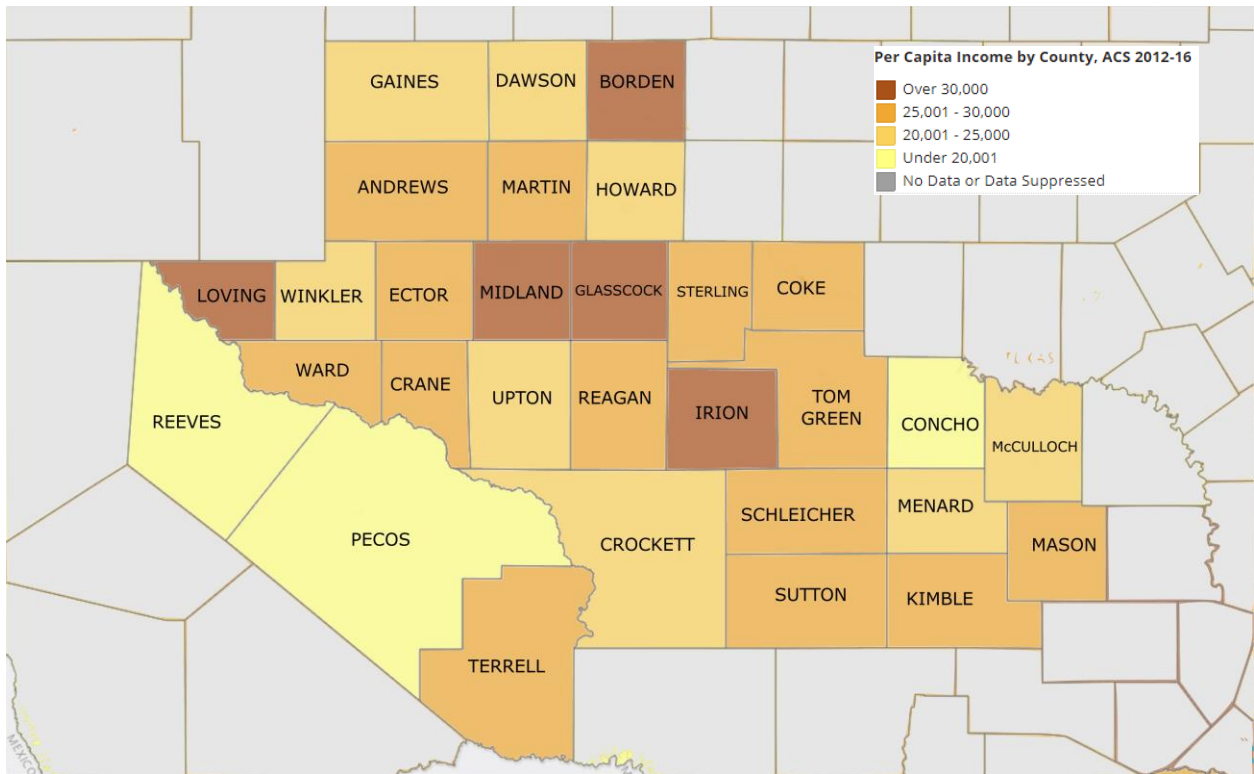 Per Capita Income by County, ACS 2012-16
Over 30,000
25,001 - 30,000
20,001 - 25,000
Under 20,001
No Data or Data Suppressed
GAINES
DAWSON
BORDEN
ANDREWS
MARTIN
HOWARD
LOVING
WINKLER
ECTOR
MIDLAND
GLASSCOCK
STERLING
COKE
WARD
CRANE
UPTON
REAGAN
IRION
TOM
GREEN
CONCHO
McCULLOCH
REEVES
PECOS
CROCKETT
SCHLEICHER
MENARD
MASON
SUTTON
KIMBLE
TERRELL
MEXICO